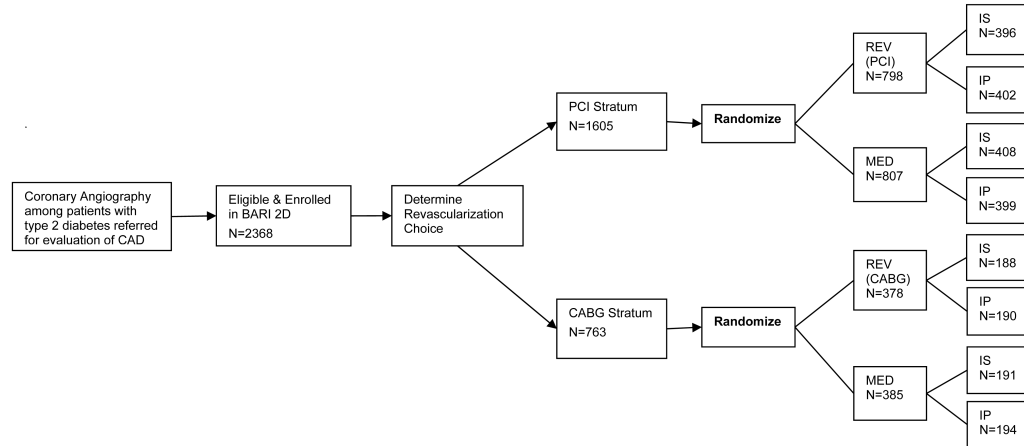 Coronary Angiography
among patients with
type 2 diabetes referred
for evaluation of CAD
Eligible & Enrolled
in BARI 2D
N=2368
Determine
Revascularization
Choice
PCI Stratum
N=1605
Randomize
REV
(PCI)
N=798
IS
N=396
IP
N=402
MED
N=807
IS
N=408
IP
N=399
CABG Stratum
N=763
Randomize
REV
(CABG)
N=378
IS
N=188
IP
N=190
MED
N=385
IS
N=191
IP
N=194